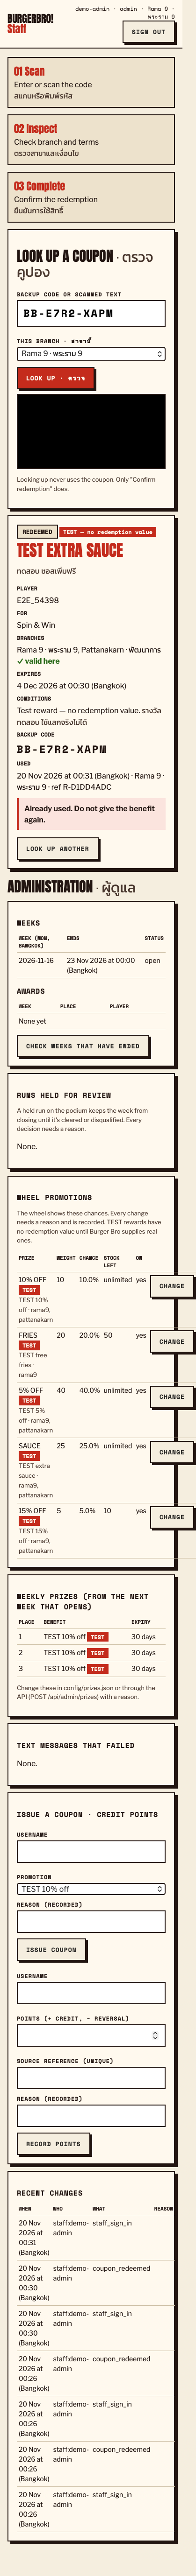 BURGERBRO!
Staff
demo-admin · admin · Rama 9 ·
พระราม 9
SIGN OUT
01 Scan
Enter or scan the code
สแกนหรือพิมพ์รหัส
02 Inspect
Check branch and terms
ตรวจสาขาและเงื่อนไข
03 Complete
Confirm the redemption
ยืนยันการใช้สิทธิ์
LOOK UP A COUPON · ตรวจ
คูปอง
BACKUP CODE OR SCANNED TEXT
BB-E7R2-XAPM
THIS BRANCH · สาขานี้
Rama 9 · พระราม 9
LOOK UP · ตรวจ
Looking up never uses the coupon. Only "Confirm
redemption" does.
REDEEMED TEST — no redemption value
TEST EXTRA SAUCE
ทดสอบ ซอสเพิ่มฟรี
PLAYER
E2E_54398
FOR
Spin & Win
BRANCHES
Rama 9 · พระราม 9, Pattanakarn · พัฒนาการ
✓ valid here
EXPIRES
4 Dec 2026 at 00:30 (Bangkok)
CONDITIONS
Test reward — no redemption value. รางวัล
ทดสอบ ใช้แลกจริงไม่ได้
BACKUP CODE
BB-E7R2-XAPM
USED
20 Nov 2026 at 00:31 (Bangkok) · Rama 9 ·
พระราม 9 · ref R-D1DD4ADC
Already used. Do not give the benefit
again.
LOOK UP ANOTHER
ADMINISTRATION · ผู้ดูแล
WEEKS
WEEK (MON, BANGKOK) ENDS STATUS
2026-11-16 23 Nov 2026 at 00:00 (Bangkok) open
AWARDS
WEEK PLACE PLAYER
None yet
CHECK WEEKS THAT HAVE ENDED
RUNS HELD FOR REVIEW
A held run on the podium keeps the week from
closing until it's cleared or disqualified. Every
decision needs a reason.
None.
WHEEL PROMOTIONS
The wheel shows these chances. Every change
needs a reason and is recorded. TEST rewards have
no redemption value until Burger Bro supplies real
ones.
PRIZE WEIGHT CHANCE STOCK LEFT ON
10% OFF 10 10.0% unlimited yes CHANGE
TEST
TEST 10%
off · rama9,
pattanakarn
FRIES 20 20.0% 50 yes CHANGE
TEST
TEST free
fries ·
rama9
5% OFF 40 40.0% unlimited yes CHANGE
TEST
TEST 5%
off · rama9,
pattanakarn
SAUCE 25 25.0% unlimited yes CHANGE
TEST
TEST extra
sauce ·
rama9,
pattanakarn
15% OFF 5 5.0% 10 yes CHANGE
TEST
TEST 15%
off · rama9,
pattanakarn
WEEKLY PRIZES (FROM THE NEXT
WEEK THAT OPENS)
PLACE BENEFIT EXPIRY
1 TEST 10% off TEST 30 days
2 TEST 10% off TEST 30 days
3 TEST 10% off TEST 30 days
Change these in config/prizes.json or through the
API (POST /api/admin/prizes) with a reason.
TEXT MESSAGES THAT FAILED
None.
ISSUE A COUPON · CREDIT POINTS
USERNAME
PROMOTION
TEST 10% off
REASON (RECORDED)
ISSUE COUPON
USERNAME
POINTS (+ CREDIT, − REVERSAL)
SOURCE REFERENCE (UNIQUE)
REASON (RECORDED)
RECORD POINTS
RECENT CHANGES
WHEN WHO WHAT REASON
20 Nov 2026 at 00:31 (Bangkok) staff:demo-admin staff_sign_in
20 Nov 2026 at 00:30 (Bangkok) staff:demo-admin coupon_redeemed
20 Nov 2026 at 00:30 (Bangkok) staff:demo-admin staff_sign_in
20 Nov 2026 at 00:26 (Bangkok) staff:demo-admin coupon_redeemed
20 Nov 2026 at 00:26 (Bangkok) staff:demo-admin staff_sign_in
20 Nov 2026 at 00:26 (Bangkok) staff:demo-admin coupon_redeemed
20 Nov 2026 at 00:26 (Bangkok) staff:demo-admin staff_sign_in